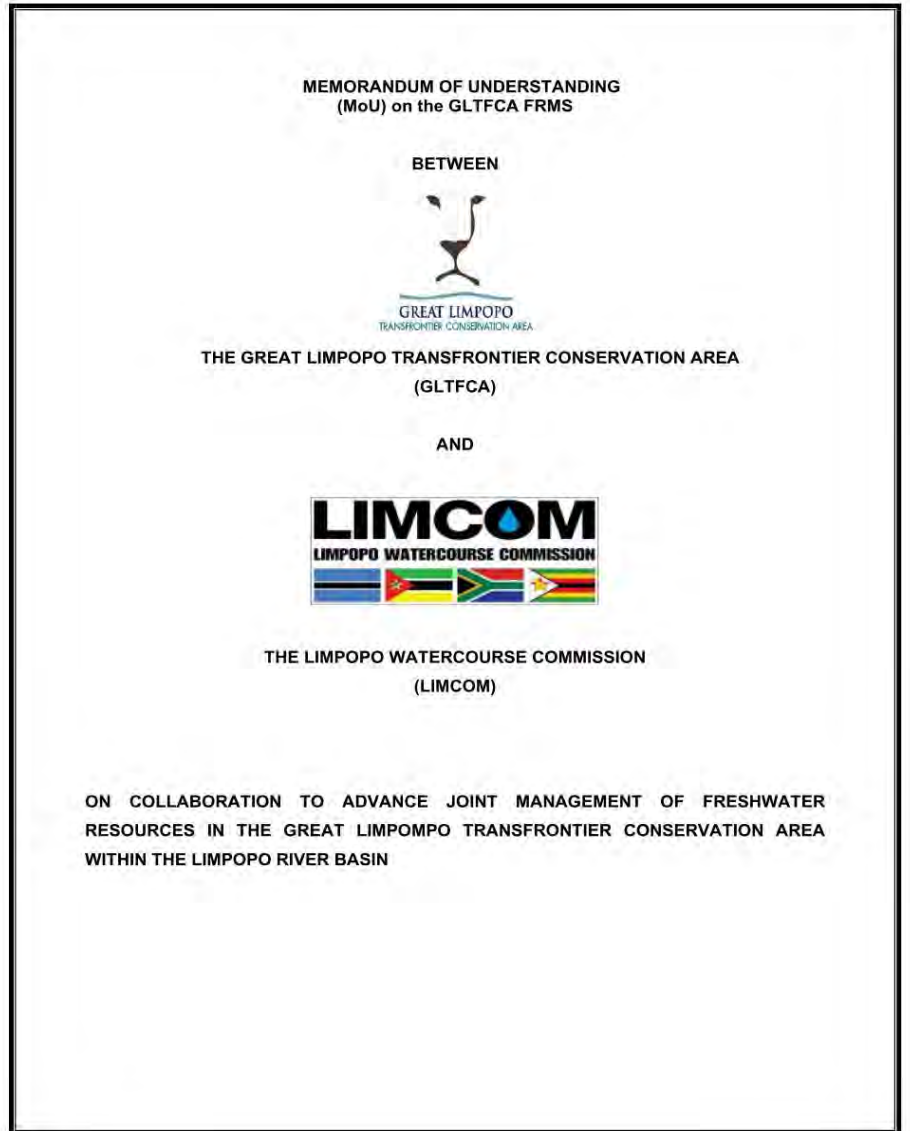 MEMORANDUM OF UNDERSTANDING
(MoU) on the GLTFCA FRMS
BETWEEN
GREAT LIMPOPO
TRANSFRONTIER CONSERVATION AREA
THE GREAT LIMPOPO TRANSFRONTIER CONSERVATION AREA
(GLTFCA)
AND
LIMCOM
LIMPOPO WATERCOURSE COMMISSION
THE LIMPOPO WATERCOURSE COMMISSION
(LIMCOM)
ON COLLABORATION TO ADVANCE JOINT MANAGEMENT OF FRESHWATER
RESOURCES IN THE GREAT LIMPOMPO TRANSFRONTIER CONSERVATION AREA
WITHIN THE LIMPOPO RIVER BASIN